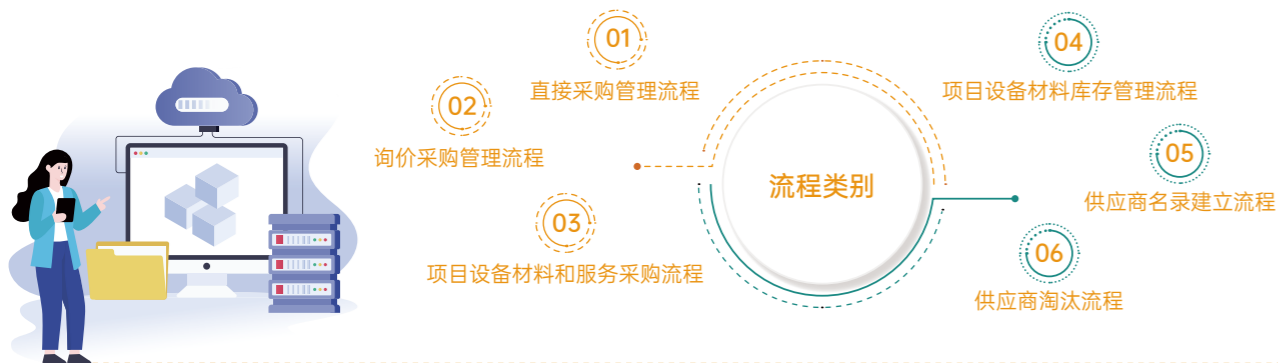 01
直接采购管理流程
02
询价采购管理流程
03
项目设备材料和服务采购流程
流程类别
04
项目设备材料库存管理流程
05
供应商名录建立流程
06
供应商淘汰流程